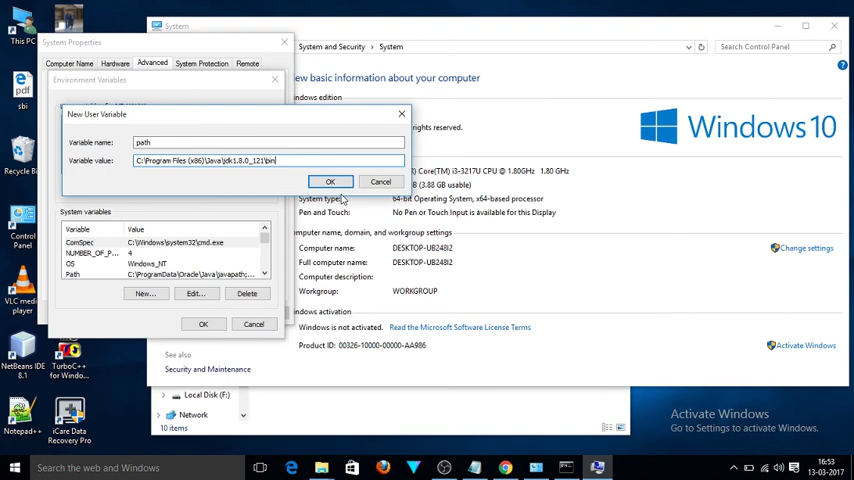 This PC
sbi
Recycle Bin
Control
Panel
VLC media
player
NetBeans IDE
8.1
TurboC++
for Windo...
Notepad++
iCare Data
Recovery Pro
System Properties
Computer Name
Hardware
Advanced
System Protection
Remote
Environment Variables
New User Variable
Variable name:
path
Variable value:
C:\Program Files (x86)\Java\jdk1.8.0_121\bin
OK
Cancel
System variables
Variable
Value
ComSpec
C:\Windows\system32\cmd.exe
NUMBER_OF_P...
4
OS
Windows_NT
Path
C:\ProgramData\Oracle\Java\javapath;...
New...
Edit...
Delete
OK
Cancel
System
System and Security
System
Search Control Panel
ew basic information about your computer
ndows edition
rights reserved.
Windows 10
Core(TM) i3-3217U CPU @ 1.80GHz 1.80 GHz
(3.88 GB usable)
System type:
64-bit Operating System, x64-based processor
Pen and Touch:
No Pen or Touch Input is available for this Display
mputer name, domain, and workgroup settings
Computer name:
DESKTOP-UB248I2
Change settings
Full computer name:
DESKTOP-UB248I2
Computer description:
Workgroup:
WORKGROUP
ndows activation
Windows is not activated.
Read the Microsoft Software License Terms
Product ID: 00326-10000-00000-AA986
Activate Windows
See also
Security and Maintenance
Local Disk (F:)
Network
10 items
Activate Windows
Go to Settings to activate Windows.
Search the web and Windows
16:53
13-03-2017